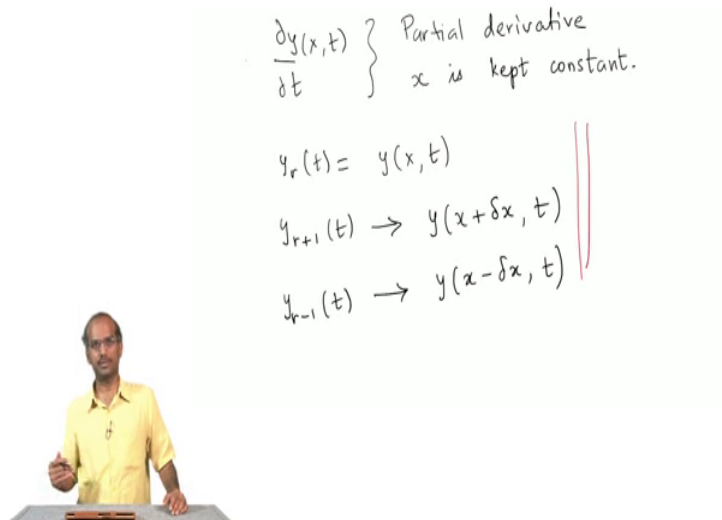 ∂y(x,t)/∂t } Partial derivative
x is kept constant.
y_r(t) = y(x,t)
y_{r+1}(t) → y(x+δx, t)
y_{r-1}(t) → y(x-δx, t)